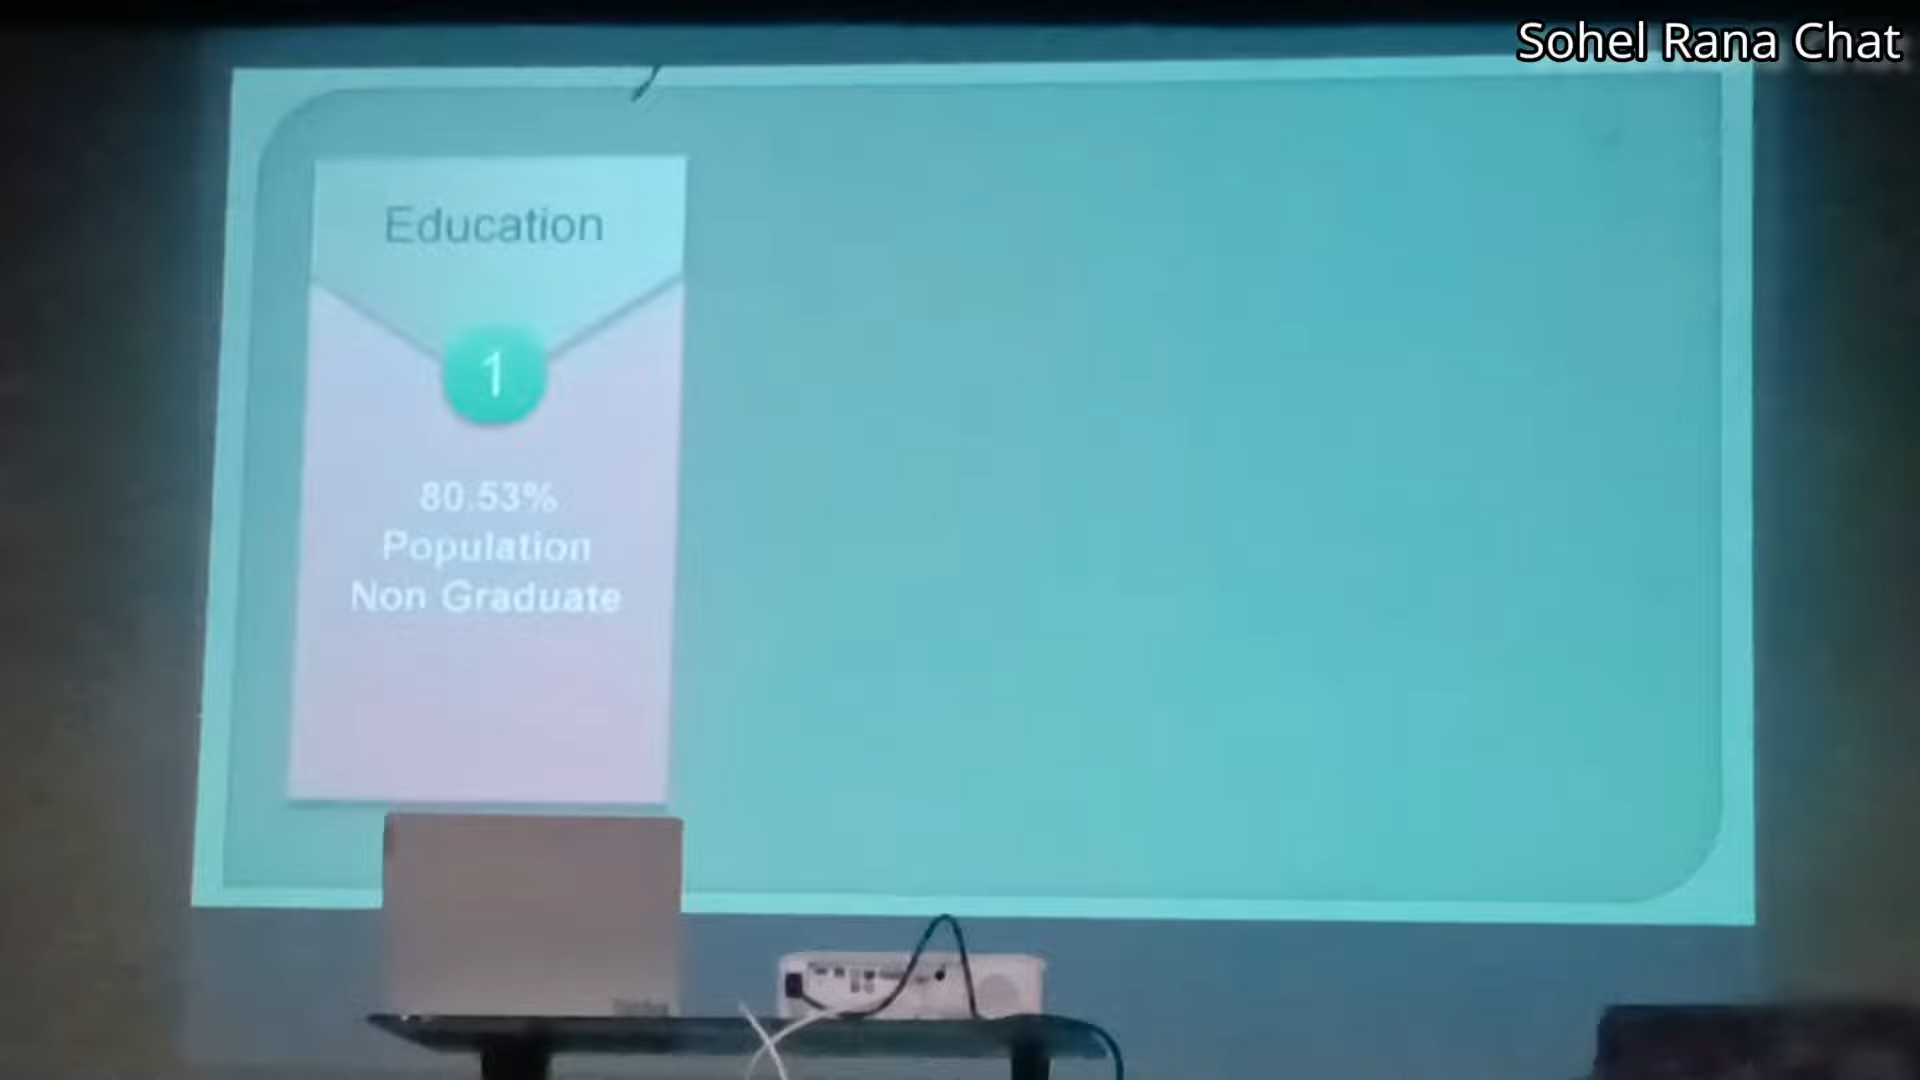 Sohel Rana Chat
Education
1
80.53%
Population
Non Graduate